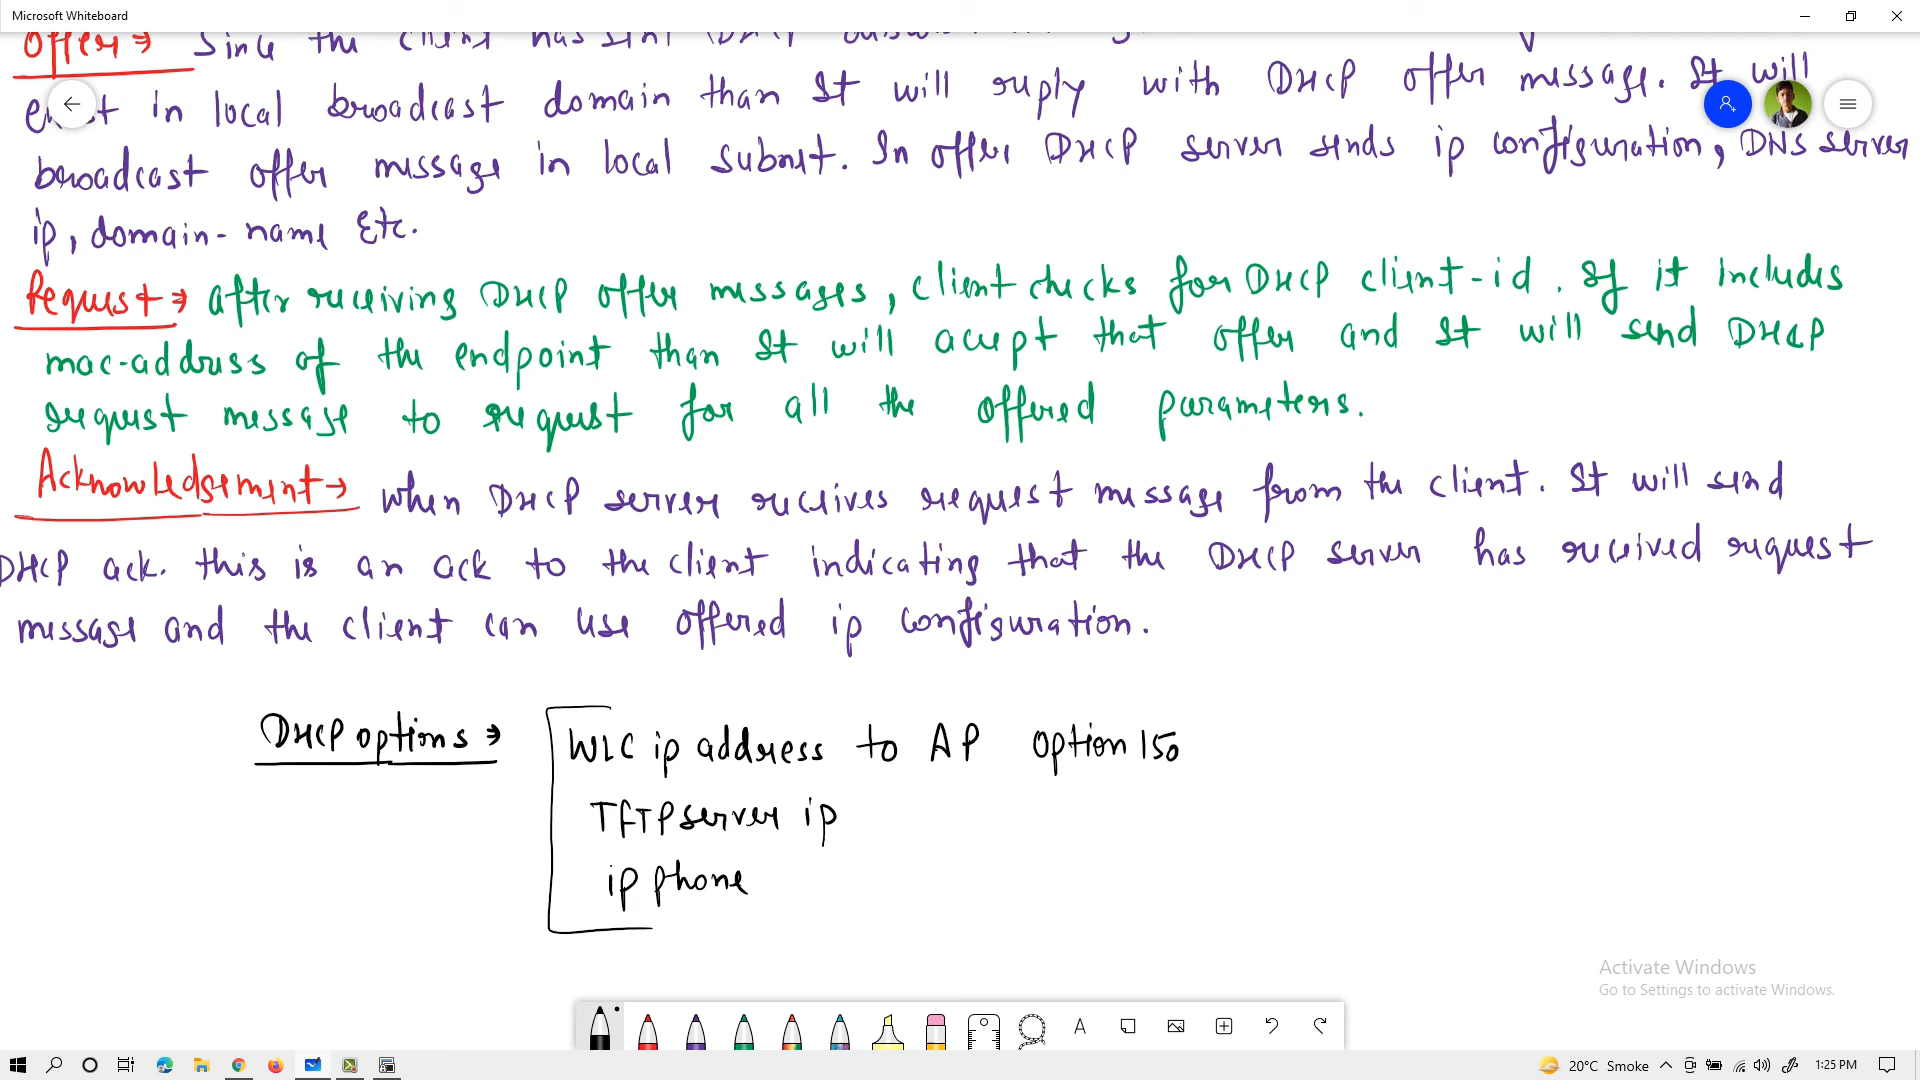 Microsoft Whiteboard
Offer → Since the client has sent
exist in local broadcast domain than It will reply with DHCP offer message. It will
broadcast offer message in local subnet. In offer DHCP server sends ip configuration, DNS server
ip, domain-name Etc.
Request → After receiving DHCP offer messages, client checks for DHCP client-id. If it includes
mac-address of the endpoint than It will accept that offer and It will send DHCP
request message to request for all the offered parameters.
Acknowledgement → when DHCP server receives request message from the client. It will send
DHCP ack. this is an ack to the client indicating that the DHCP server has received request
message and the client can use offered ip configuration.
DHCP options → WLC ip address to AP option 150
TFTP server ip
ip phone
Activate Windows
Go to Settings to activate Windows.
20°C Smoke 1:25 PM